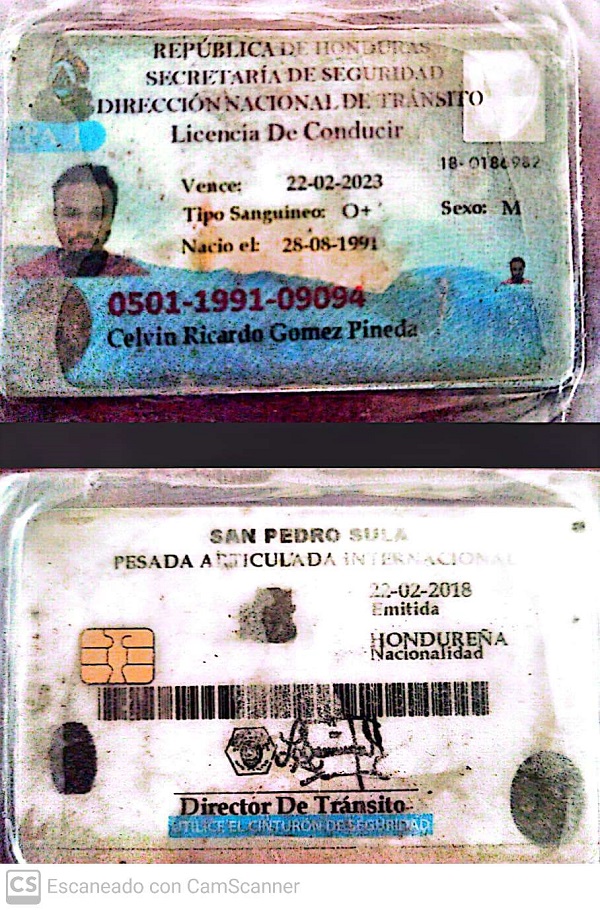 REPÚBLICA DE HONDURAS
SECRETARÍA DE SEGURIDAD
DIRECCIÓN NACIONAL DE TRÁNSITO
Licencia De Conducir
18-0186982
Vence: 22-02-2023
Tipo Sanguineo: O+ Sexo: M
Nacio el: 28-08-1991
0501-1991-09094
Celvin Ricardo Gomez Pineda
SAN PEDRO SULA
PESADA ARTICULADA INTERNACIONAL
22-02-2018
Emitida
HONDUREÑA
Nacionalidad
Director De Tránsito
UTILICE EL CINTURÓN DE SEGURIDAD
CS Escaneado con CamScanner